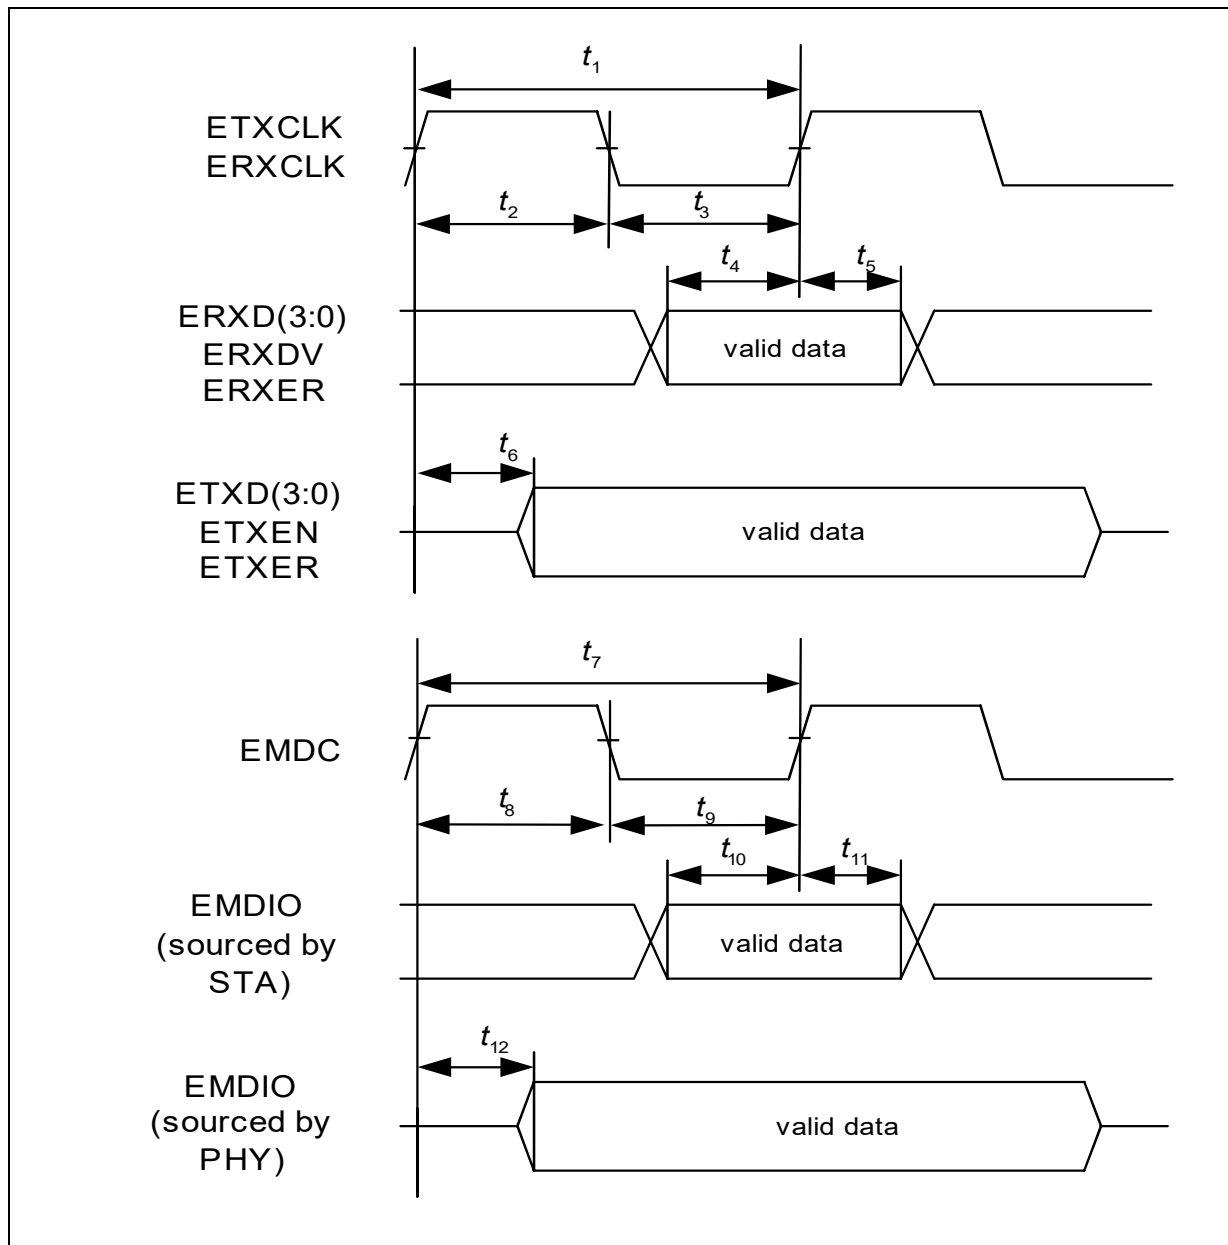 t1
ETXCLK
ERXCLK
t2
t3
t4
t5
ERXD(3:0)
ERXDV
ERXER
valid data
t6
ETXD(3:0)
ETXEN
ETXER
valid data
t7
EMDC
t8
t9
t10
t11
EMDIO
(sourced by
STA)
valid data
t12
EMDIO
(sourced by
PHY)
valid data